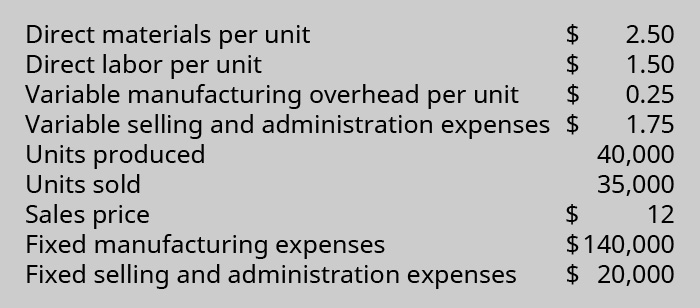 Direct materials per unit $ 2.50
Direct labor per unit $ 1.50
Variable manufacturing overhead per unit $ 0.25
Variable selling and administration expenses $ 1.75
Units produced 40,000
Units sold 35,000
Sales price $ 12
Fixed manufacturing expenses $140,000
Fixed selling and administration expenses $ 20,000